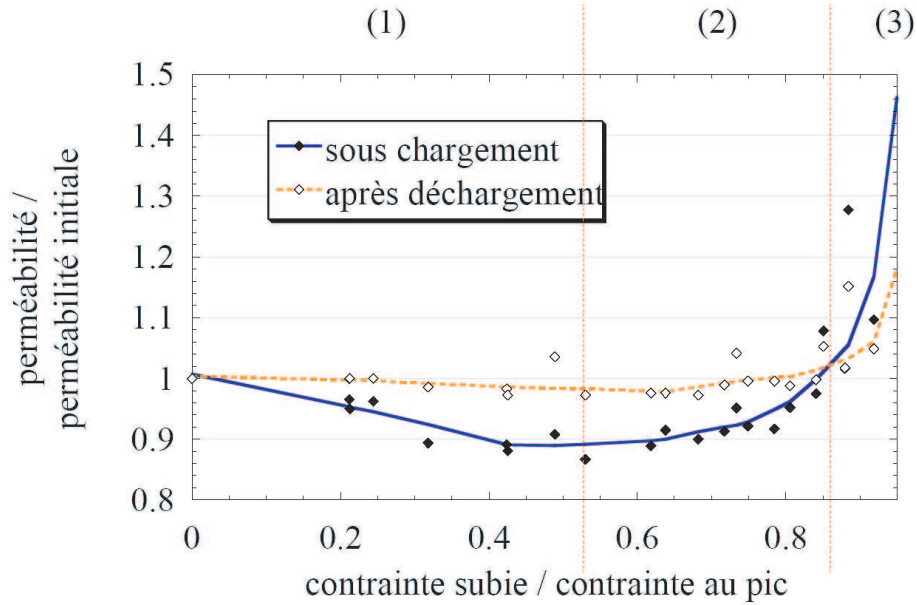 (1) (2) (3)
1.5
1.4
1.3
1.2
1.1
1
0.9
0.8
perméabilité /
perméabilité initiale
sous chargement
après déchargement
0 0.2 0.4 0.6 0.8
contrainte subie / contrainte au pic